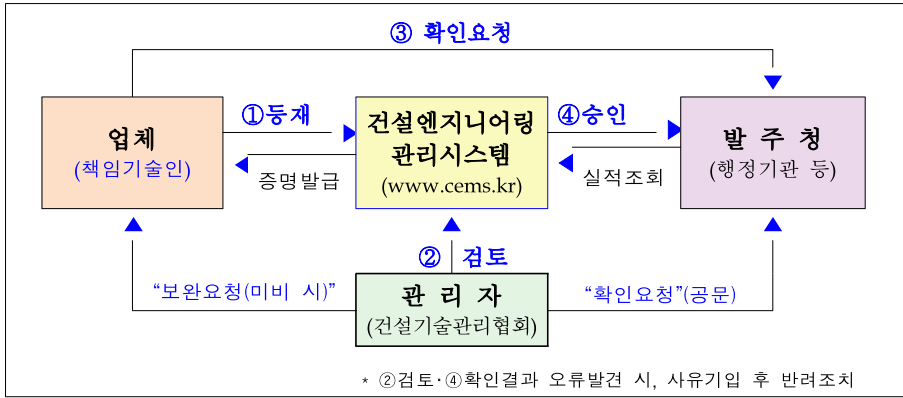 ③ 확인요청
업체
(책임기술인)
①등재
증명발급
건설엔지니어링
관리시스템
(www.cems.kr)
④승인
실적조회
발 주 청
(행정기관 등)
② 검토
“보완요청(미비 시)”
관 리 자
(건설기술관리협회)
“확인요청”(공문)
* ②검토·④확인결과 오류발견 시, 사유기입 후 반려조치